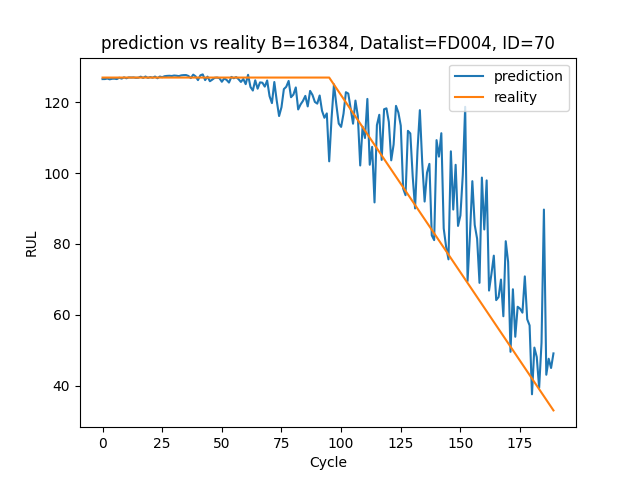 prediction vs reality B=16384, Datalist=FD004, ID=70
prediction
reality
120
100
80
60
40
RUL
0 25 50 75 100 125 150 175
Cycle